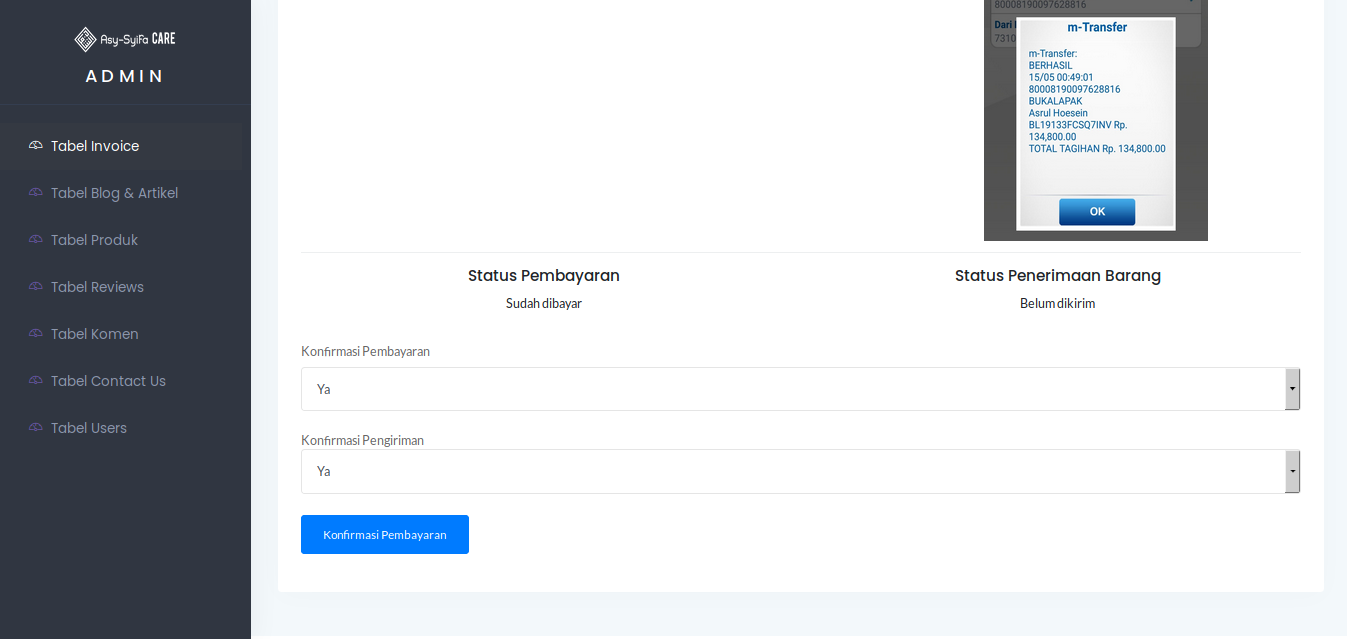 Asy-SyiFa CARE
ADMIN
Tabel Invoice
Tabel Blog & Artikel
Tabel Produk
Tabel Reviews
Tabel Komen
Tabel Contact Us
Tabel Users
80008190097628816
Dari
7310
m-Transfer
m-Transfer:
BERHASIL
15/05 00:49:01
80008190097628816
BUKALAPAK
Asrul Hoesein
BL19133FCSQ7INV Rp.
134,800.00
TOTAL TAGIHAN Rp. 134,800.00
OK
Status Pembayaran
Sudah dibayar
Status Penerimaan Barang
Belum dikirim
Konfirmasi Pembayaran
Ya
Konfirmasi Pengiriman
Ya
Konfirmasi Pembayaran